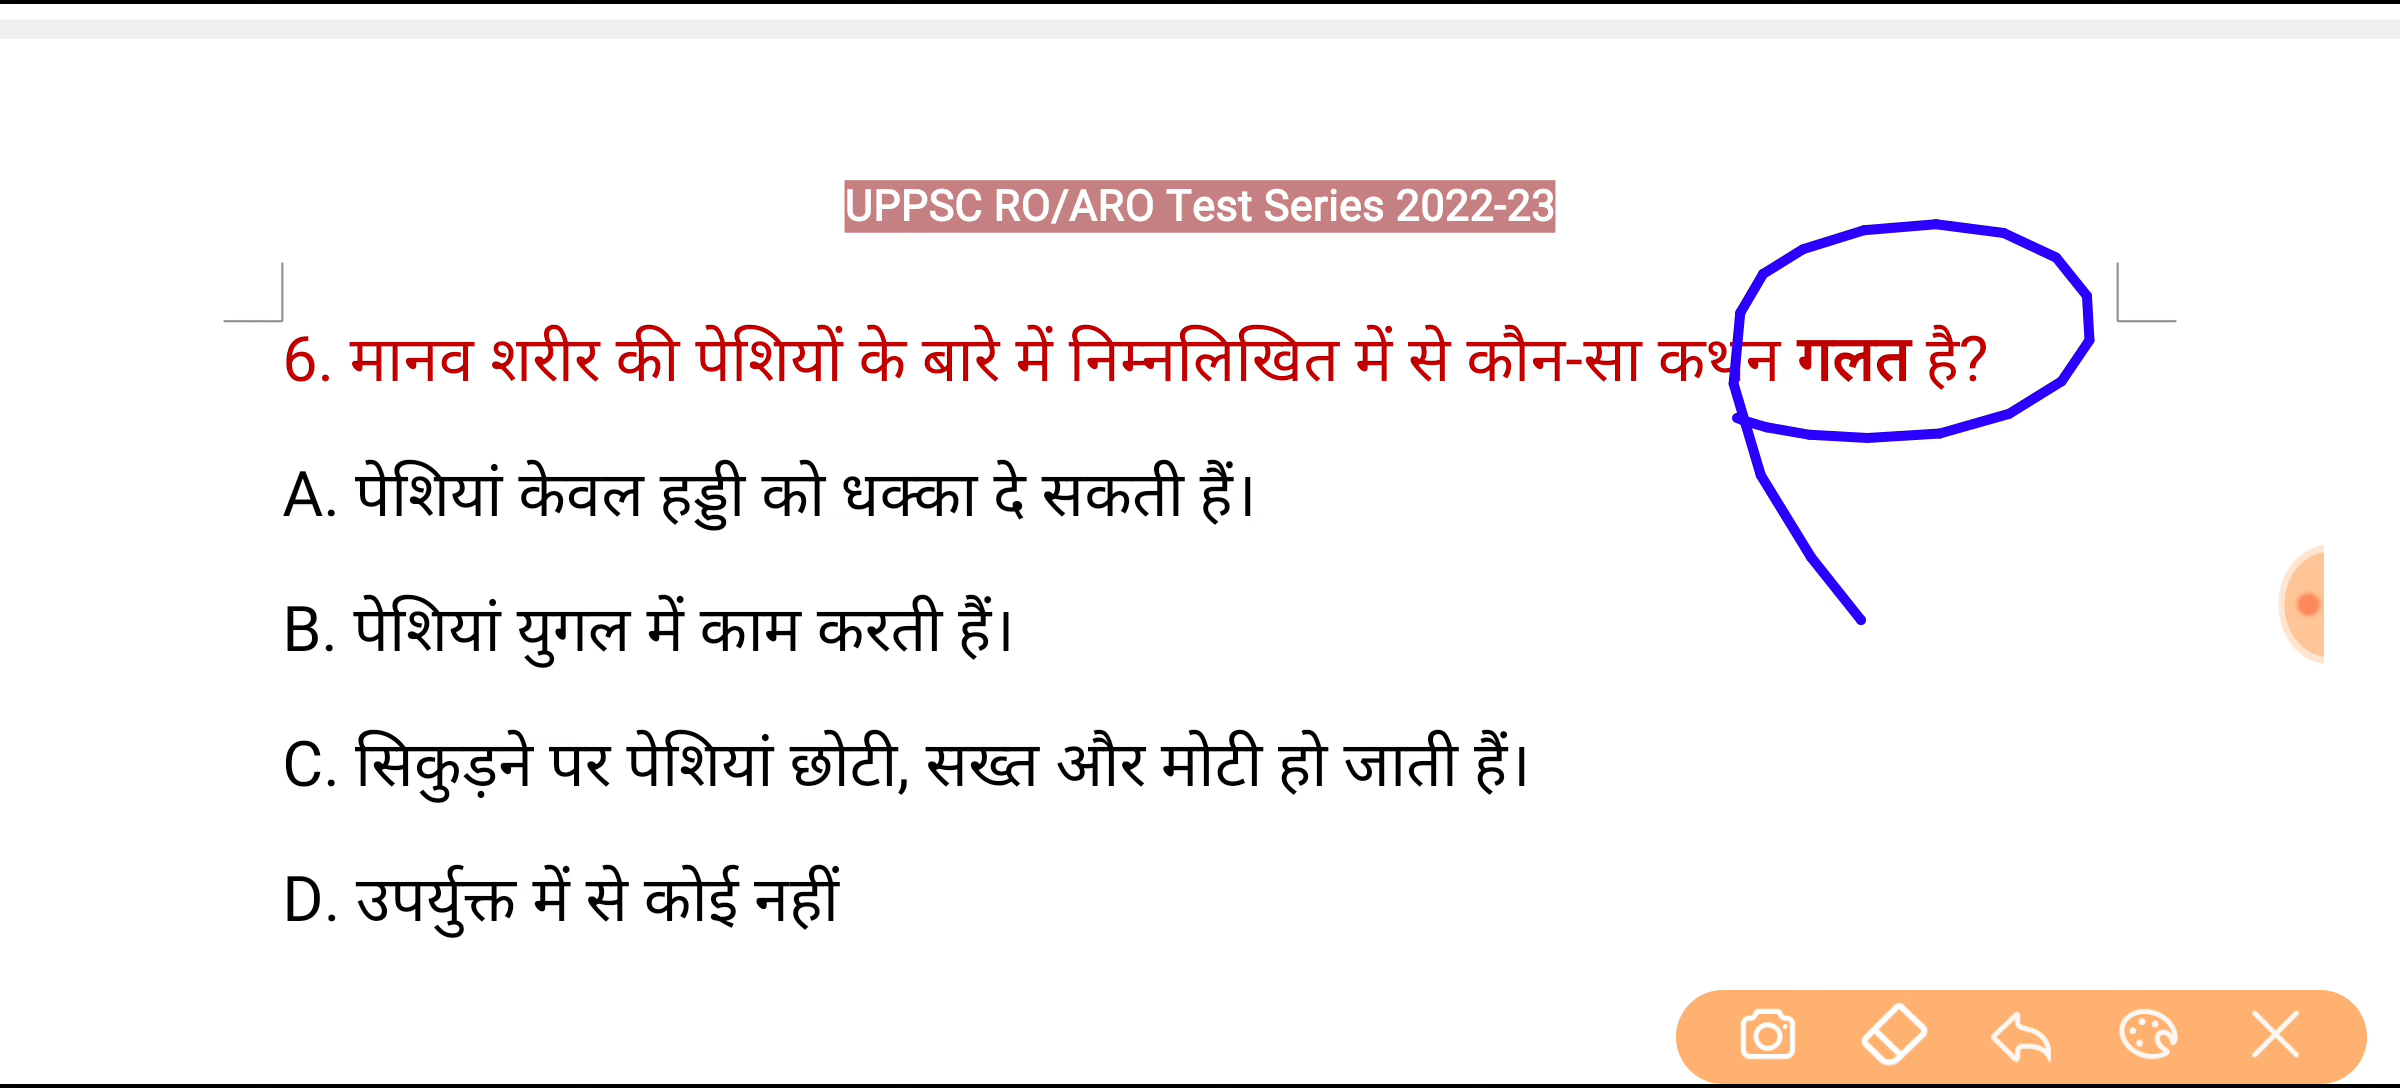 UPPSC RO/ARO Test Series 2022-23
6. मानव शरीर की पेशियों के बारे में निम्नलिखित में से कौन-सा कथन गलत है?
A. पेशियां केवल हड्डी को धक्का दे सकती हैं।
B. पेशियां युगल में काम करती हैं।
C. सिकुड़ने पर पेशियां छोटी, सख्त और मोटी हो जाती हैं।
D. उपर्युक्त में से कोई नहीं